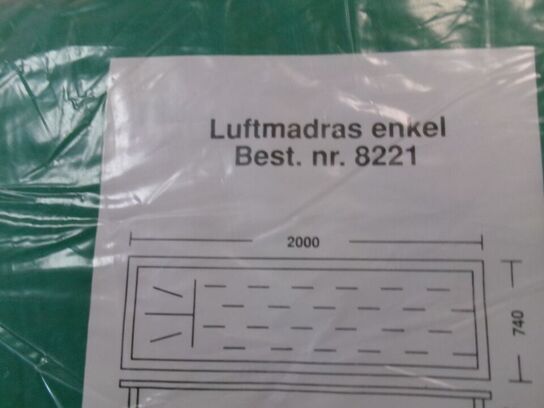 Luftmadras enkel
Best. nr. 8221
2000
740